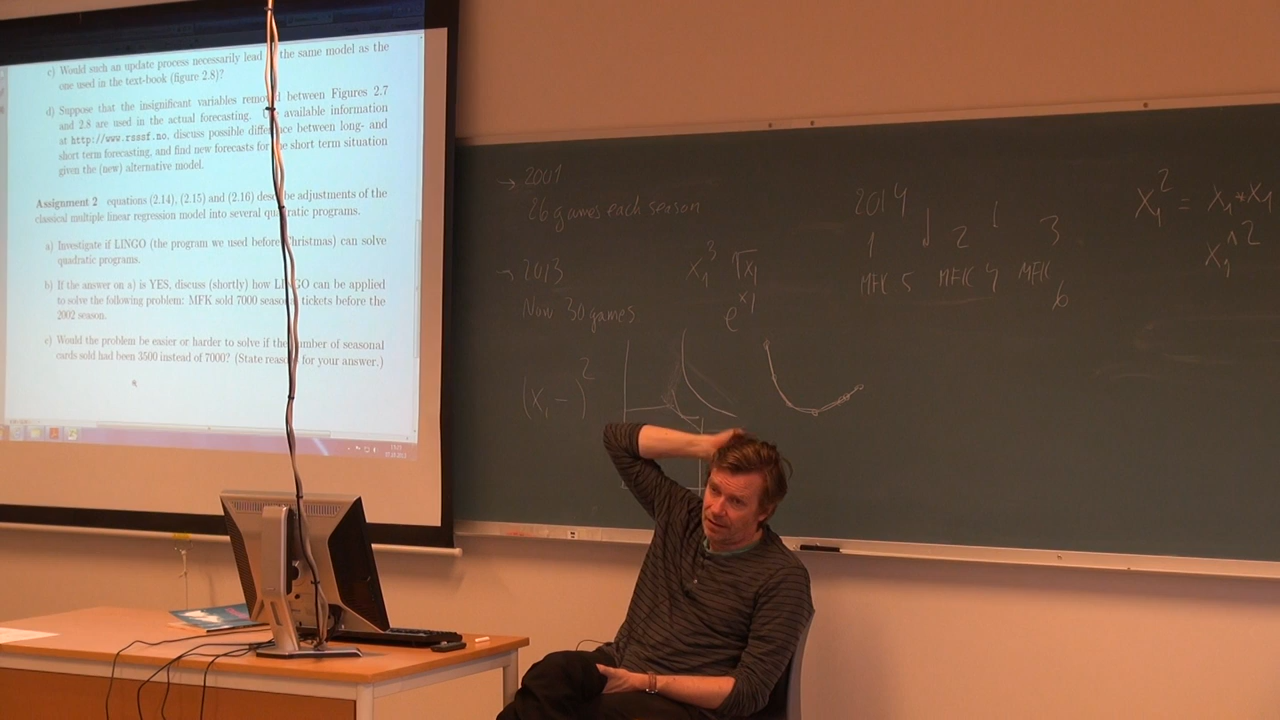 c) Would such an update process necessarily lead the same model as the
one used in the text-book (figure 2.8)?
d) Suppose that the insignificant variables between Figures 2.7
and 2.8 are used in the actual forecasting. available information
at http://www.rsssf.no, discuss possible between long- and
short term forecasting, and find new forecasts for the short term situation
given the (new) alternative model.
Assignment 2 equations (2.14), (2.15) and (2.16) adjustments of the
classical multiple linear regression model into several programs.
a) Investigate if LINGO (the program we used before Christmas) can solve
quadratic programs.
b) If the answer on a) is YES, discuss (shortly) how LINGO can be applied
to solve the following problem: MFK sold 7000 season tickets before the
2002 season.
c) Would the problem be easier or harder to solve if the number of seasonal
cards sold had been 3500 instead of 7000? (State reasons for your answer.)
→ 2001
26 games each season
→ 2013
Now 30 games
(x₁ - )²
x₁³ √x₁
e^x₁
2014
1 2 3
MFK 5 MFK 4 MFK
6
x₁² = x₁*x₁
x₁^2